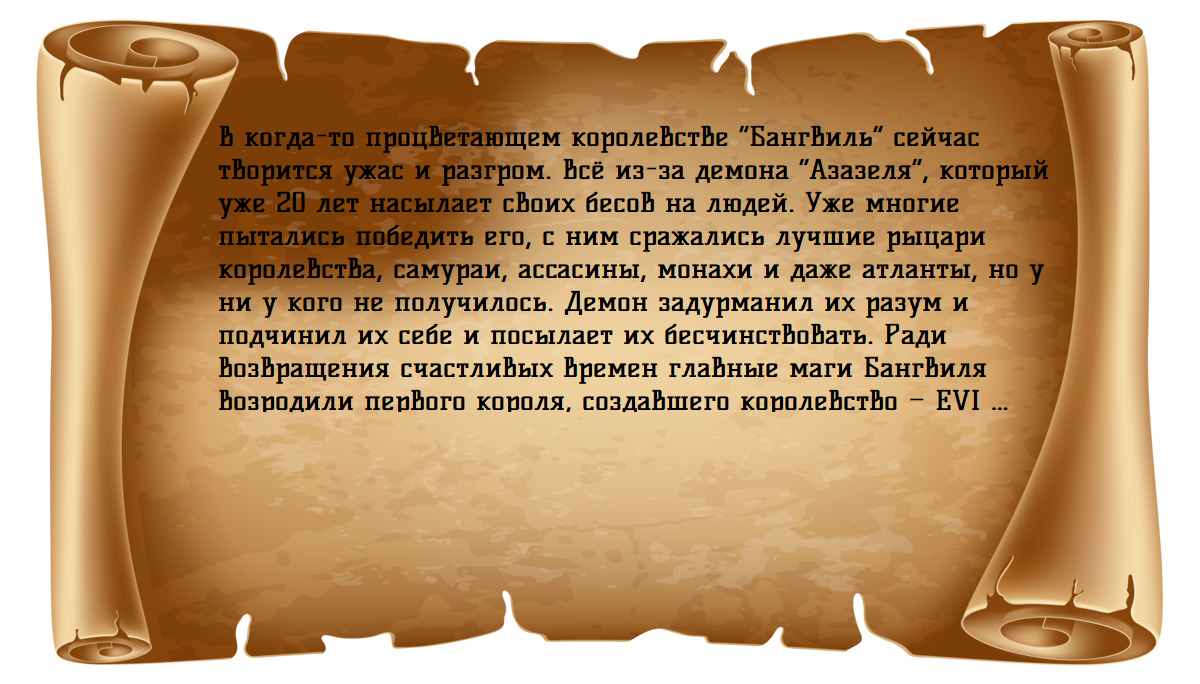 В когда-то процветающем королевстве "Бангвиль" сейчас
творится ужас и разгром. Всё из-за демона "Азазеля", который
уже 20 лет насылает своих бесов на людей. Уже многие
пытались победить его, с ним сражались лучшие рыцари
королевства, самураи, ассасины, монахи и даже атланты, но у
ни у кого не получилось. Демон задурманил их разум и
подчинил их себе и посылает их бесчинствовать. Ради
возвращения счастливых времен главные маги Бангвиля
возродили первого короля, создавшего королевство – EVI ...